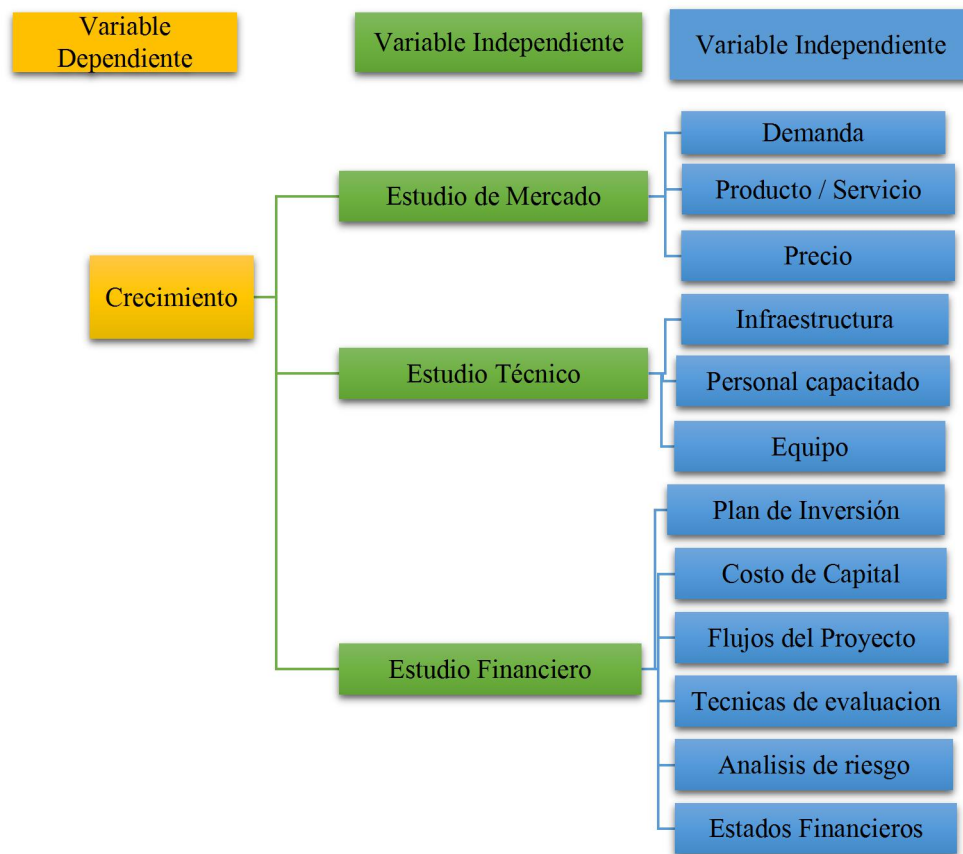 Variable
Dependiente
Variable Independiente
Variable Independiente
Crecimiento
Estudio de Mercado
Demanda
Producto / Servicio
Precio
Estudio Técnico
Infraestructura
Personal capacitado
Equipo
Estudio Financiero
Plan de Inversión
Costo de Capital
Flujos del Proyecto
Tecnicas de evaluacion
Analisis de riesgo
Estados Financieros